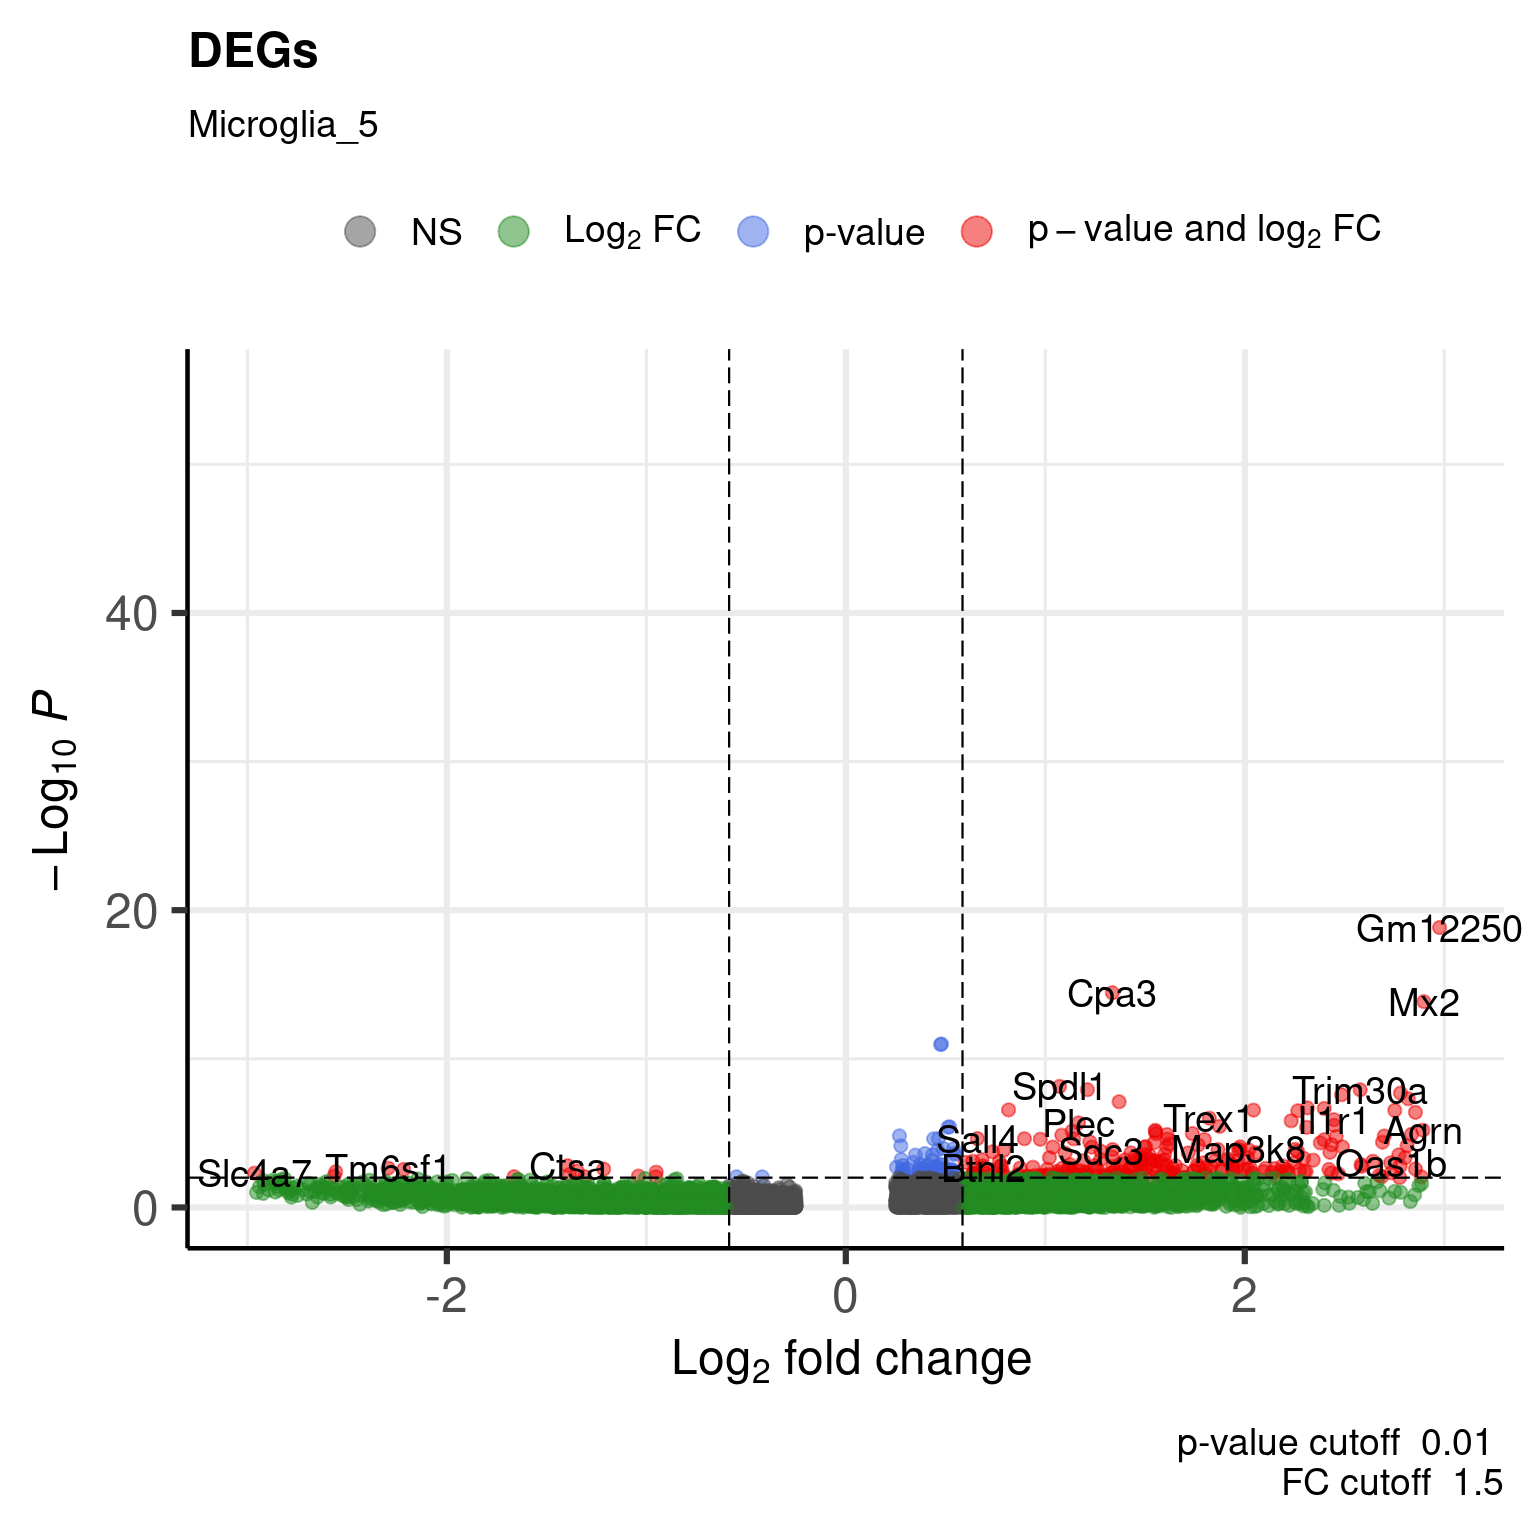 DEGs
Microglia_5
NS Log₂ FC p-value p – value and log₂ FC
– Log₁₀ P
40
20
0
Gm12250
Cpa3
Mx2
Spdl1
Trim30a
Plec
Trex1
Il1r1
Agrn
Sall4
Sdc3
Map3k8
Oas1b
Btnl2
Slc4a7
Tm6sf1
Ctsa
-2 0 2
Log₂ fold change
p-value cutoff 0.01
FC cutoff 1.5